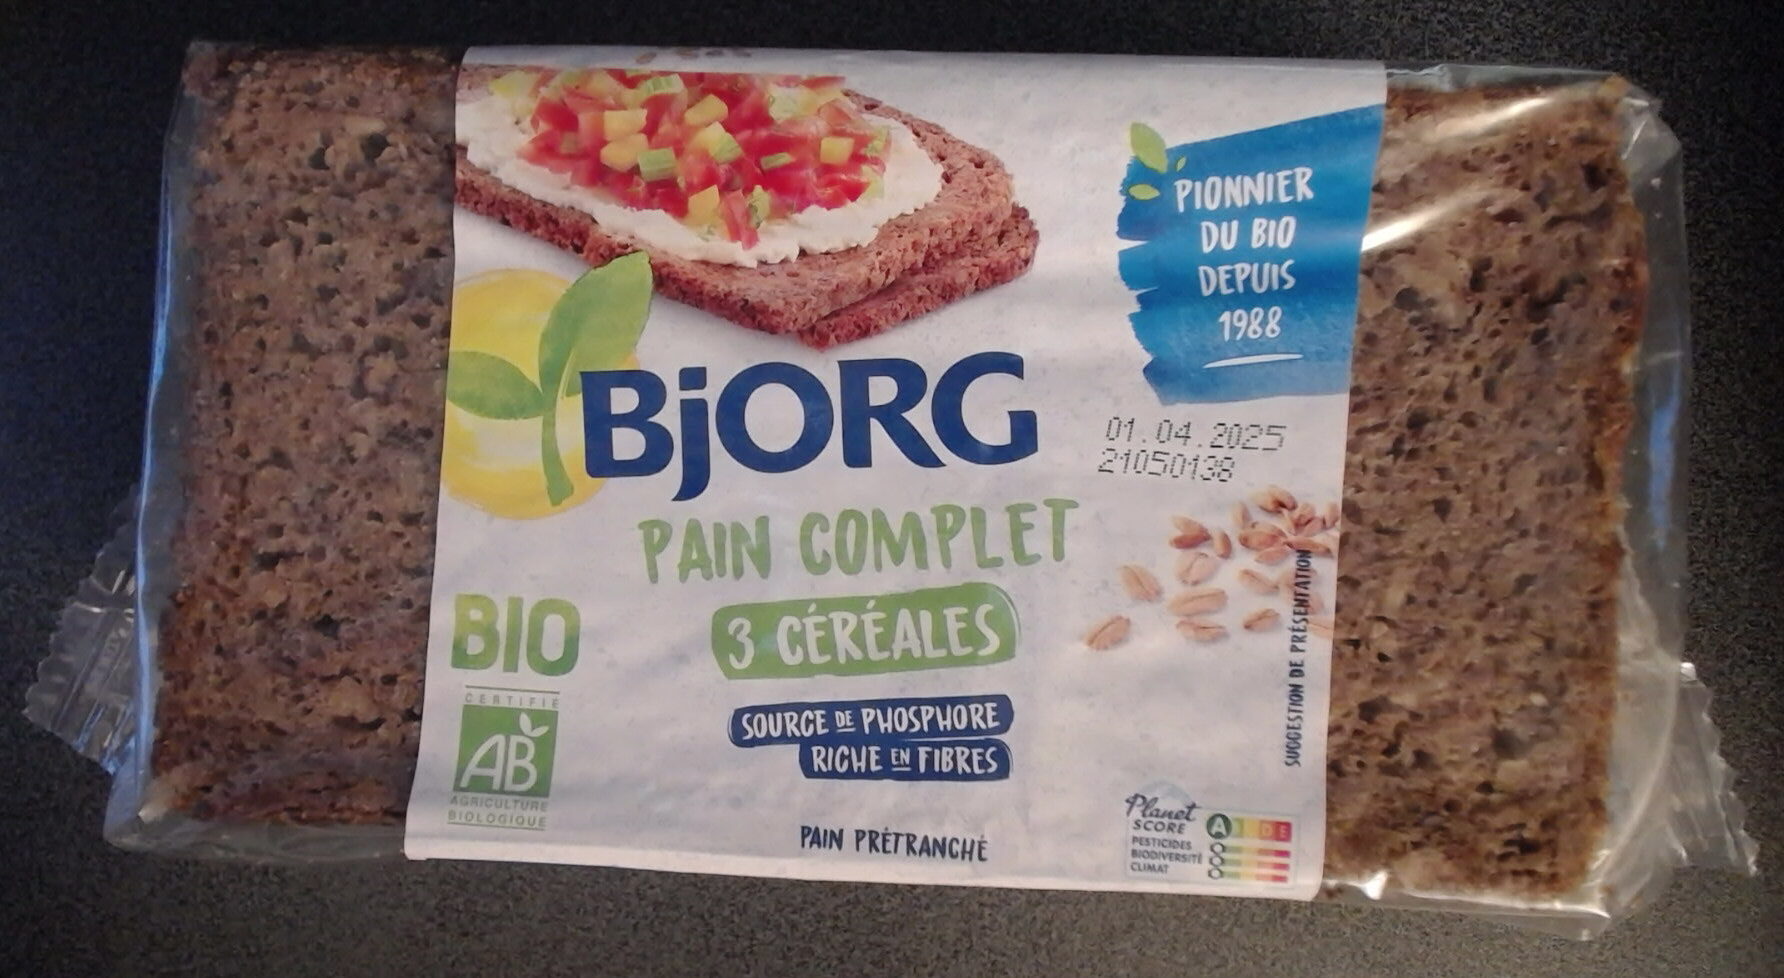 PIONNIER
DU BIO
DEPUIS
1988
BjORG
01.04.2025
21050138
PAIN COMPLET
3 CÉRÉALES
BIO
CERTIFIÉ
AB
AGRICULTURE
BIOLOGIQUE
SOURCE DE PHOSPHORE
RICHE EN FIBRES
SUGGESTION DE PRÉSENTATION
PAIN PRÉTRANCHÉ
Planet
SCORE
A
D E
PESTICIDES
BIODIVERSITÉ
CLIMAT